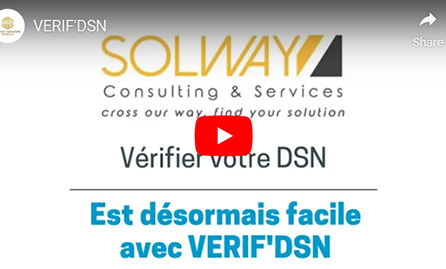 VERIF'DSN
Share
SOLWAY
Consulting & Services
cross our way, find your solution
Vérifier votre DSN
Est désormais facile
avec VERIF'DSN